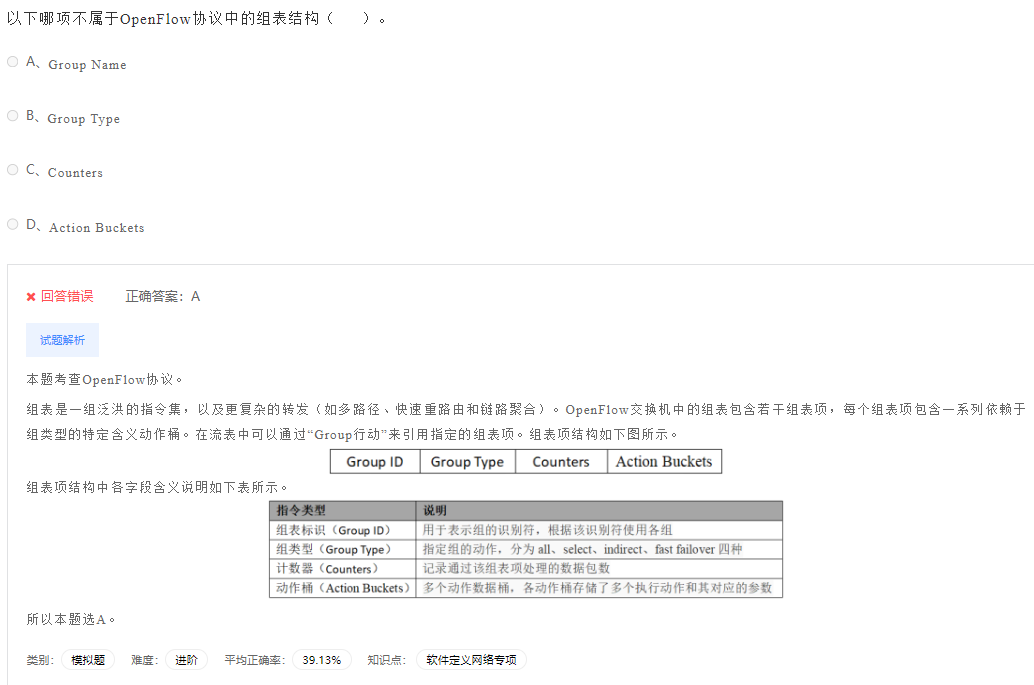 以下哪项不属于OpenFlow协议中的组表结构（　　）。
A、Group Name
B、Group Type
C、Counters
D、Action Buckets
✖ 回答错误　正确答案：A
试题解析
本题考查OpenFlow协议。
组表是一组泛洪的指令集，以及更复杂的转发（如多路径、快速重路由和链路聚合）。OpenFlow交换机中的组表包含若干组表项，每个组表项包含一系列依赖于
组类型的特定含义动作桶。在流表中可以通过“Group行动”来引用指定的组表项。组表项结构如下图所示。
Group ID Group Type Counters Action Buckets
组表项结构中各字段含义说明如下表所示。
指令类型 说明
组表标识（Group ID） 用于表示组的识别符，根据该识别符使用各组
组类型（Group Type） 指定组的动作，分为 all、select、indirect、fast failover 四种
计数器（Counters） 记录通过该组表项处理的数据包数
动作桶（Action Buckets） 多个动作数据桶，各动作桶存储了多个执行动作和其对应的参数
所以本题选A。
类别： 模拟题 难度： 进阶 平均正确率： 39.13% 知识点： 软件定义网络专项